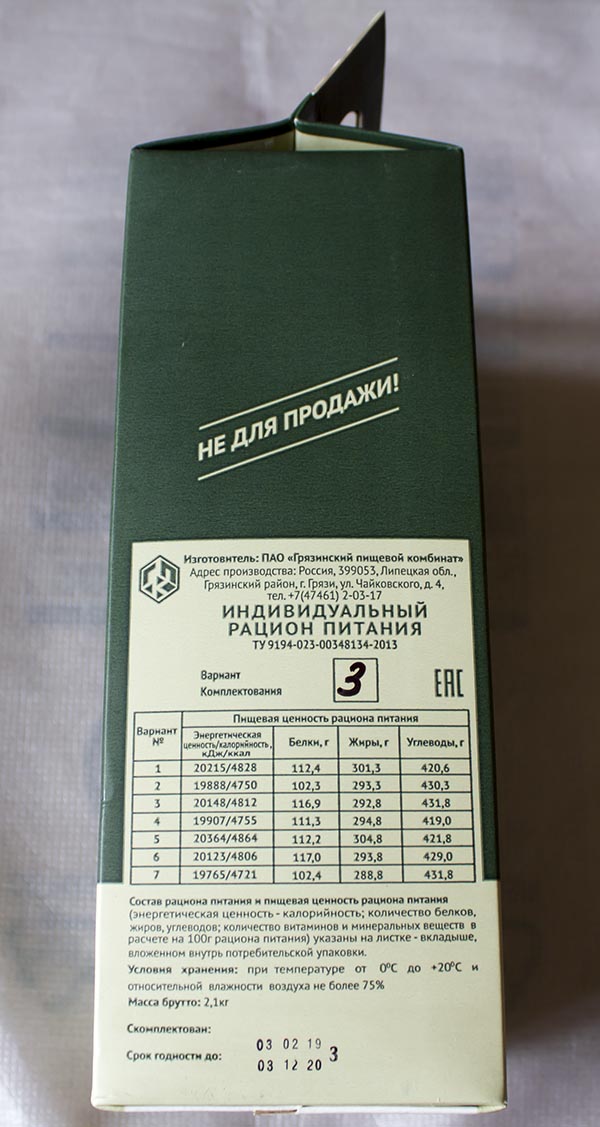 НЕ ДЛЯ ПРОДАЖИ!
Изготовитель: ПАО «Грязинский пищевой комбинат»
Адрес производства: Россия, 399053, Липецкая обл.,
Грязинский район, г. Грязи, ул. Чайковского, д. 4,
тел. +7(47461) 2-03-17
ИНДИВИДУАЛЬНЫЙ
РАЦИОН ПИТАНИЯ
ТУ 9194-023-00348134-2013
Вариант
Комплектования
3
ЕАС
Вариант №
Пищевая ценность рациона питания
Энергетическая ценность/калорийность, кДж/ккал Белки, г Жиры, г Углеводы, г
1 20215/4828 112,4 301,3 420,6
2 19888/4750 102,3 293,3 430,3
3 20148/4812 116,9 292,8 431,8
4 19907/4755 111,3 294,8 419,0
5 20364/4864 112,2 304,8 421,8
6 20123/4806 117,0 293,8 429,0
7 19765/4721 102,4 288,8 431,8
Состав рациона питания и пищевая ценность рациона питания
(энергетическая ценность - калорийность; количество белков,
жиров, углеводов; количество витаминов и минеральных веществ в
расчете на 100г рациона питания) указаны на листке - вкладыше,
вложенном внутрь потребительской упаковки.
Условия хранения: при температуре от 0⁰С до +20⁰С и
относительной влажности воздуха не более 75%
Масса брутто: 2,1кг
Скомплектован:
03 02 19
Срок годности до:
03 12 20
3